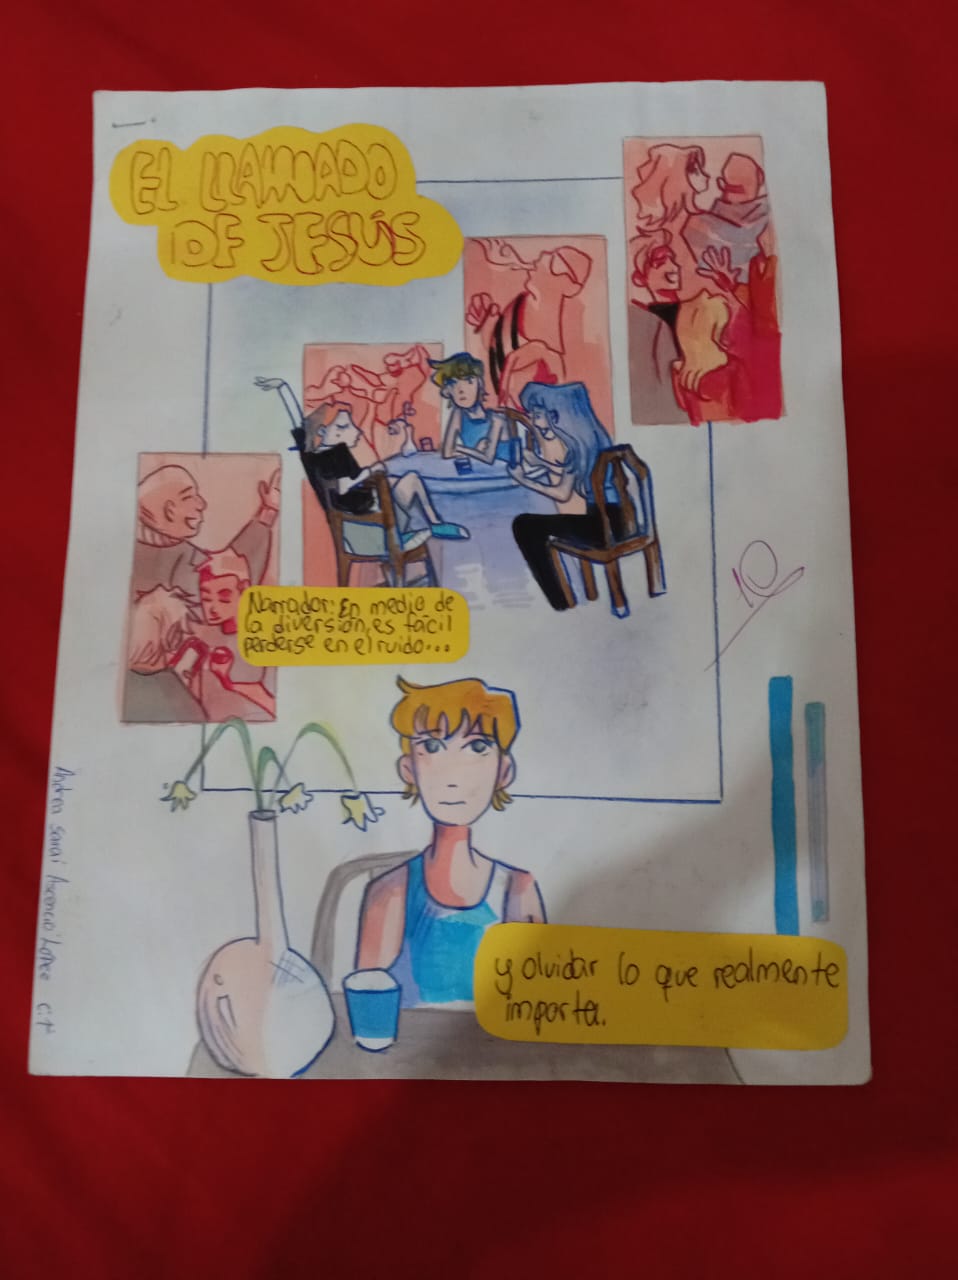 EL LLAMADO
DE JESÚS
Narrador: En medio de
la diversión, es fácil
perderse en el ruido...
y olvidar lo que realmente
importa.
10
Andrea Sarai Ascencio López